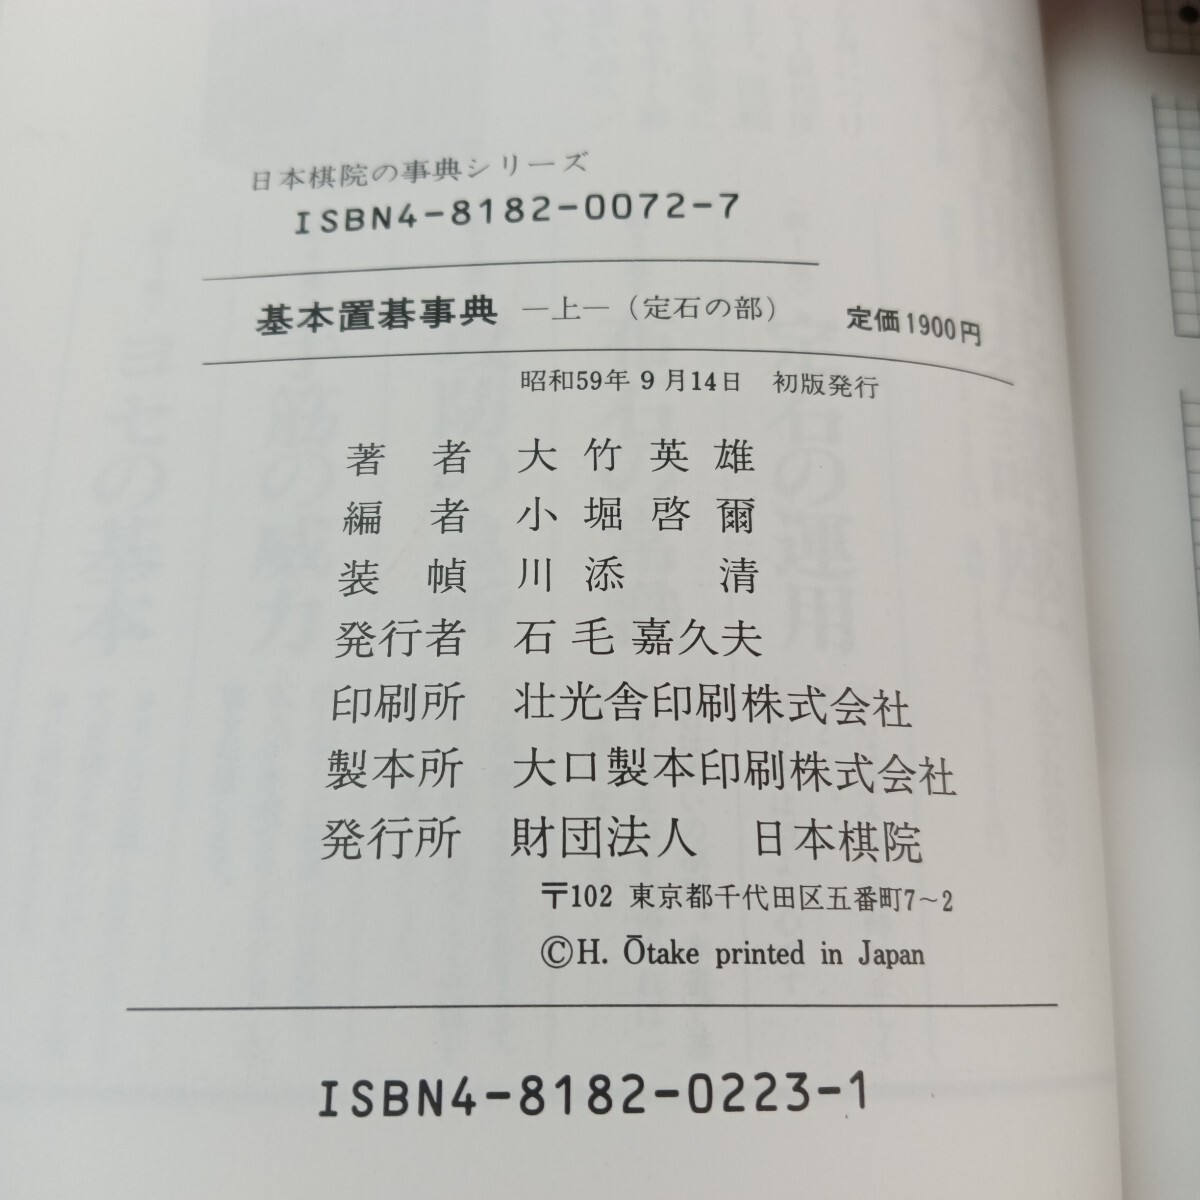 日本棋院の事典シリーズ
ISBN4-8182-0072-7
基本置碁事典 —上—(定石の部) 定価1900円
昭和59年9月14日 初版発行
著者 大竹英雄
編者 小堀啓爾
装幀 川添清
発行者 石毛嘉久夫
印刷所 壮光舎印刷株式会社
製本所 大口製本印刷株式会社
発行所 財団法人 日本棋院
〒102 東京都千代田区五番町7~2
©H. Ōtake printed in Japan
ISBN4-8182-0223-1